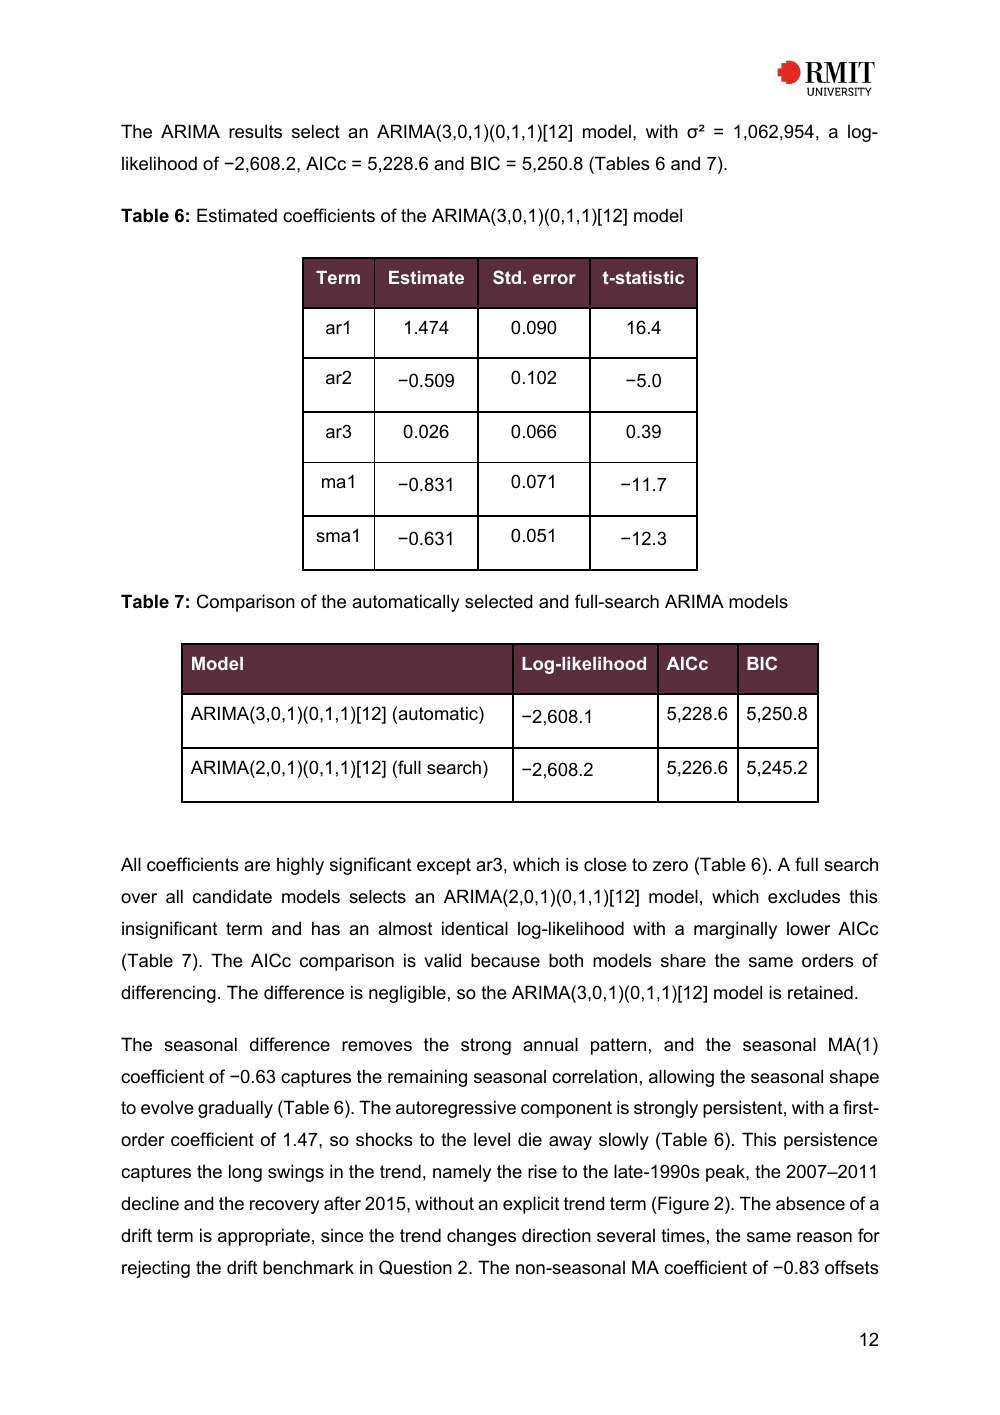 RMIT
UNIVERSITY
The ARIMA results select an ARIMA(3,0,1)(0,1,1)[12] model, with σ² = 1,062,954, a log-
likelihood of −2,608.2, AICc = 5,228.6 and BIC = 5,250.8 (Tables 6 and 7).
Table 6: Estimated coefficients of the ARIMA(3,0,1)(0,1,1)[12] model
Term Estimate Std. error t-statistic
ar1 1.474 0.090 16.4
ar2 −0.509 0.102 −5.0
ar3 0.026 0.066 0.39
ma1 −0.831 0.071 −11.7
sma1 −0.631 0.051 −12.3
Table 7: Comparison of the automatically selected and full-search ARIMA models
Model Log-likelihood AICc BIC
ARIMA(3,0,1)(0,1,1)[12] (automatic) −2,608.1 5,228.6 5,250.8
ARIMA(2,0,1)(0,1,1)[12] (full search) −2,608.2 5,226.6 5,245.2
All coefficients are highly significant except ar3, which is close to zero (Table 6). A full search
over all candidate models selects an ARIMA(2,0,1)(0,1,1)[12] model, which excludes this
insignificant term and has an almost identical log-likelihood with a marginally lower AICc
(Table 7). The AICc comparison is valid because both models share the same orders of
differencing. The difference is negligible, so the ARIMA(3,0,1)(0,1,1)[12] model is retained.
The seasonal difference removes the strong annual pattern, and the seasonal MA(1)
coefficient of −0.63 captures the remaining seasonal correlation, allowing the seasonal shape
to evolve gradually (Table 6). The autoregressive component is strongly persistent, with a first-
order coefficient of 1.47, so shocks to the level die away slowly (Table 6). This persistence
captures the long swings in the trend, namely the rise to the late-1990s peak, the 2007–2011
decline and the recovery after 2015, without an explicit trend term (Figure 2). The absence of a
drift term is appropriate, since the trend changes direction several times, the same reason for
rejecting the drift benchmark in Question 2. The non-seasonal MA coefficient of −0.83 offsets
12